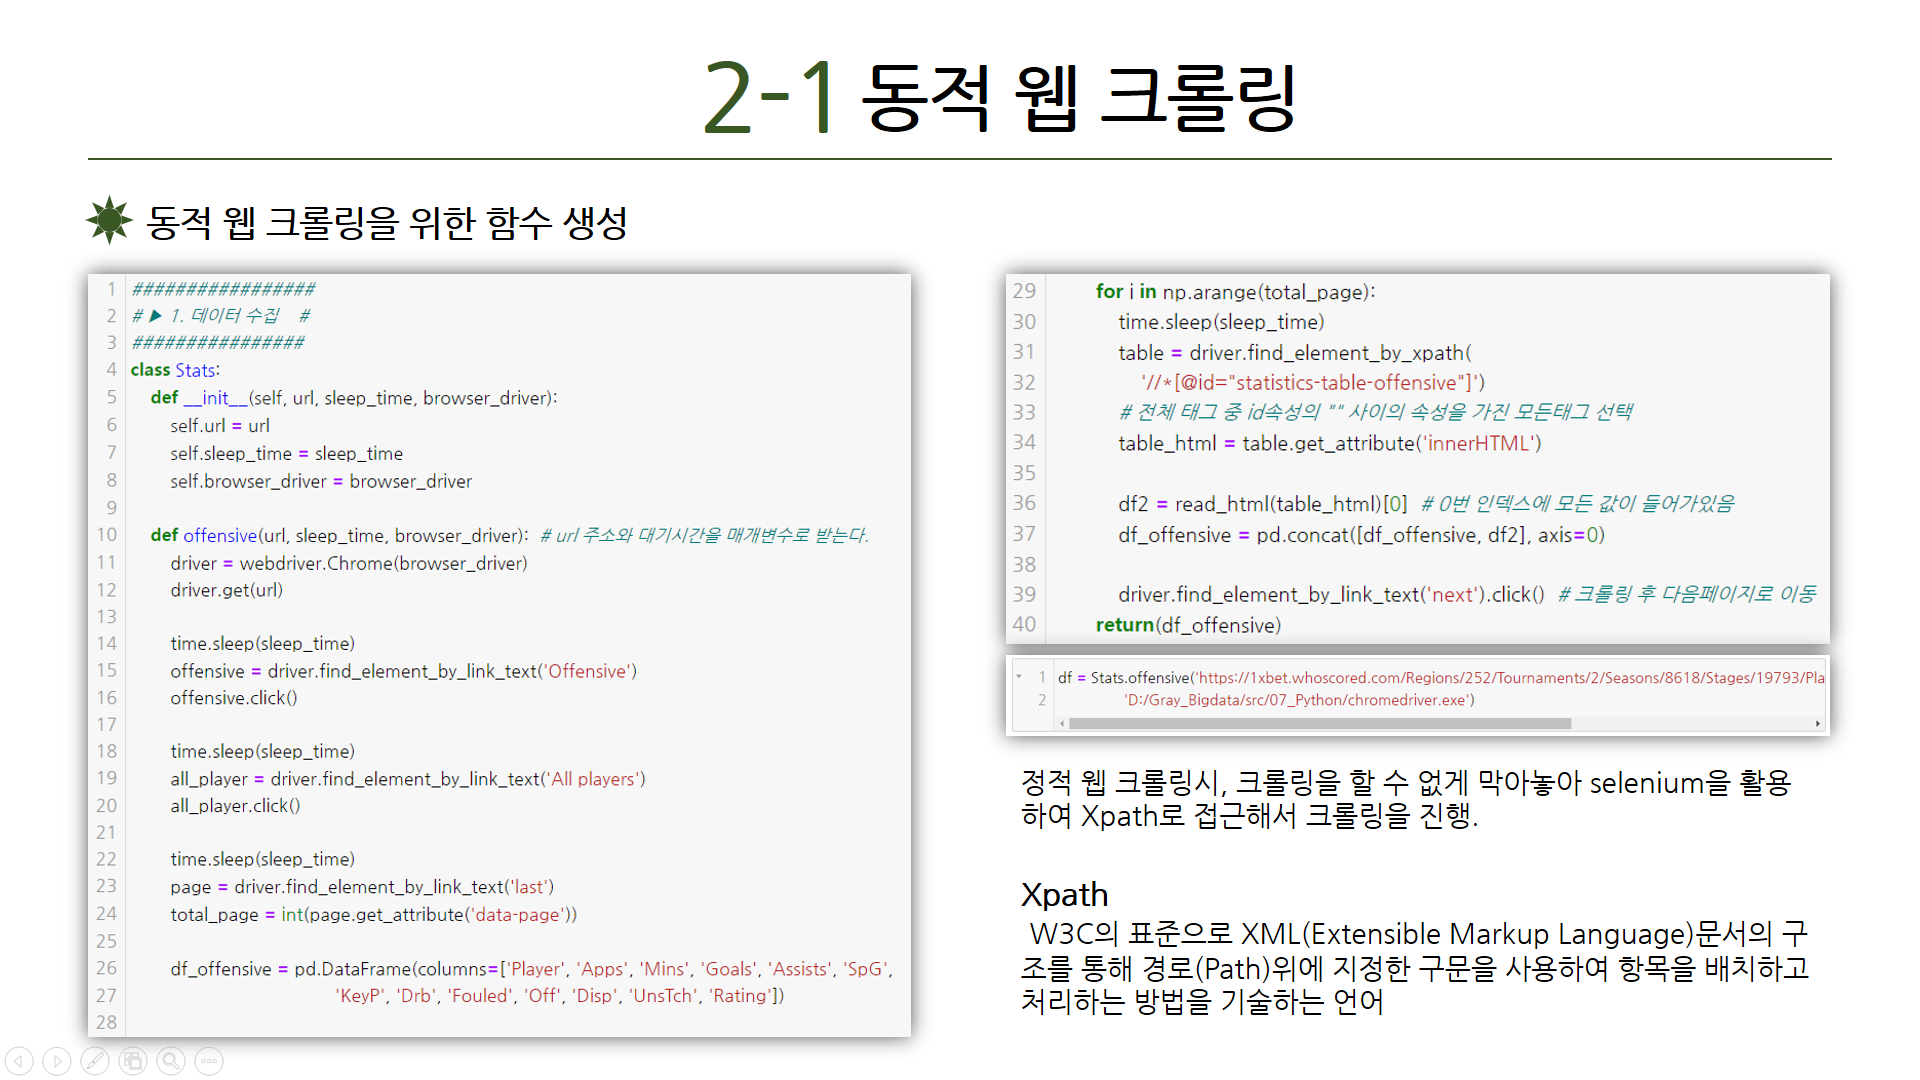 2-1 동적 웹 크롤링
동적 웹 크롤링을 위한 함수 생성
1 #################
2 # ▶ 1. 데이터 수집    #
3 ################
4 class Stats:
5     def __init__(self, url, sleep_time, browser_driver):
6         self.url = url
7         self.sleep_time = sleep_time
8         self.browser_driver = browser_driver
9
10     def offensive(url, sleep_time, browser_driver):  # url 주소와 대기시간을 매개변수로 받는다.
11         driver = webdriver.Chrome(browser_driver)
12         driver.get(url)
13
14         time.sleep(sleep_time)
15         offensive = driver.find_element_by_link_text('Offensive')
16         offensive.click()
17
18         time.sleep(sleep_time)
19         all_player = driver.find_element_by_link_text('All players')
20         all_player.click()
21
22         time.sleep(sleep_time)
23         page = driver.find_element_by_link_text('last')
24         total_page = int(page.get_attribute('data-page'))
25
26         df_offensive = pd.DataFrame(columns=['Player', 'Apps', 'Mins', 'Goals', 'Assists', 'SpG',
27                         'KeyP', 'Drb', 'Fouled', 'Off', 'Disp', 'UnsTch', 'Rating'])
28
29         for i in np.arange(total_page):
30             time.sleep(sleep_time)
31             table = driver.find_element_by_xpath(
32                 '//*[@id="statistics-table-offensive"]')
33             # 전체 태그 중 id속성의 "" 사이의 속성을 가진 모든태그 선택
34             table_html = table.get_attribute('innerHTML')
35
36             df2 = read_html(table_html)[0]  # 0번 인덱스에 모든 값이 들어가있음
37             df_offensive = pd.concat([df_offensive, df2], axis=0)
38
39             driver.find_element_by_link_text('next').click()  # 크롤링 후 다음페이지로 이동
40         return(df_offensive)
1 df = Stats.offensive('https://1xbet.whoscored.com/Regions/252/Tournaments/2/Seasons/8618/Stages/19793/Pla
2             'D:/Gray_Bigdata/src/07_Python/chromedriver.exe')
정적 웹 크롤링시, 크롤링을 할 수 없게 막아놓아 selenium을 활용
하여 Xpath로 접근해서 크롤링을 진행.
Xpath
W3C의 표준으로 XML(Extensible Markup Language)문서의 구
조를 통해 경로(Path)위에 지정한 구문을 사용하여 항목을 배치하고
처리하는 방법을 기술하는 언어